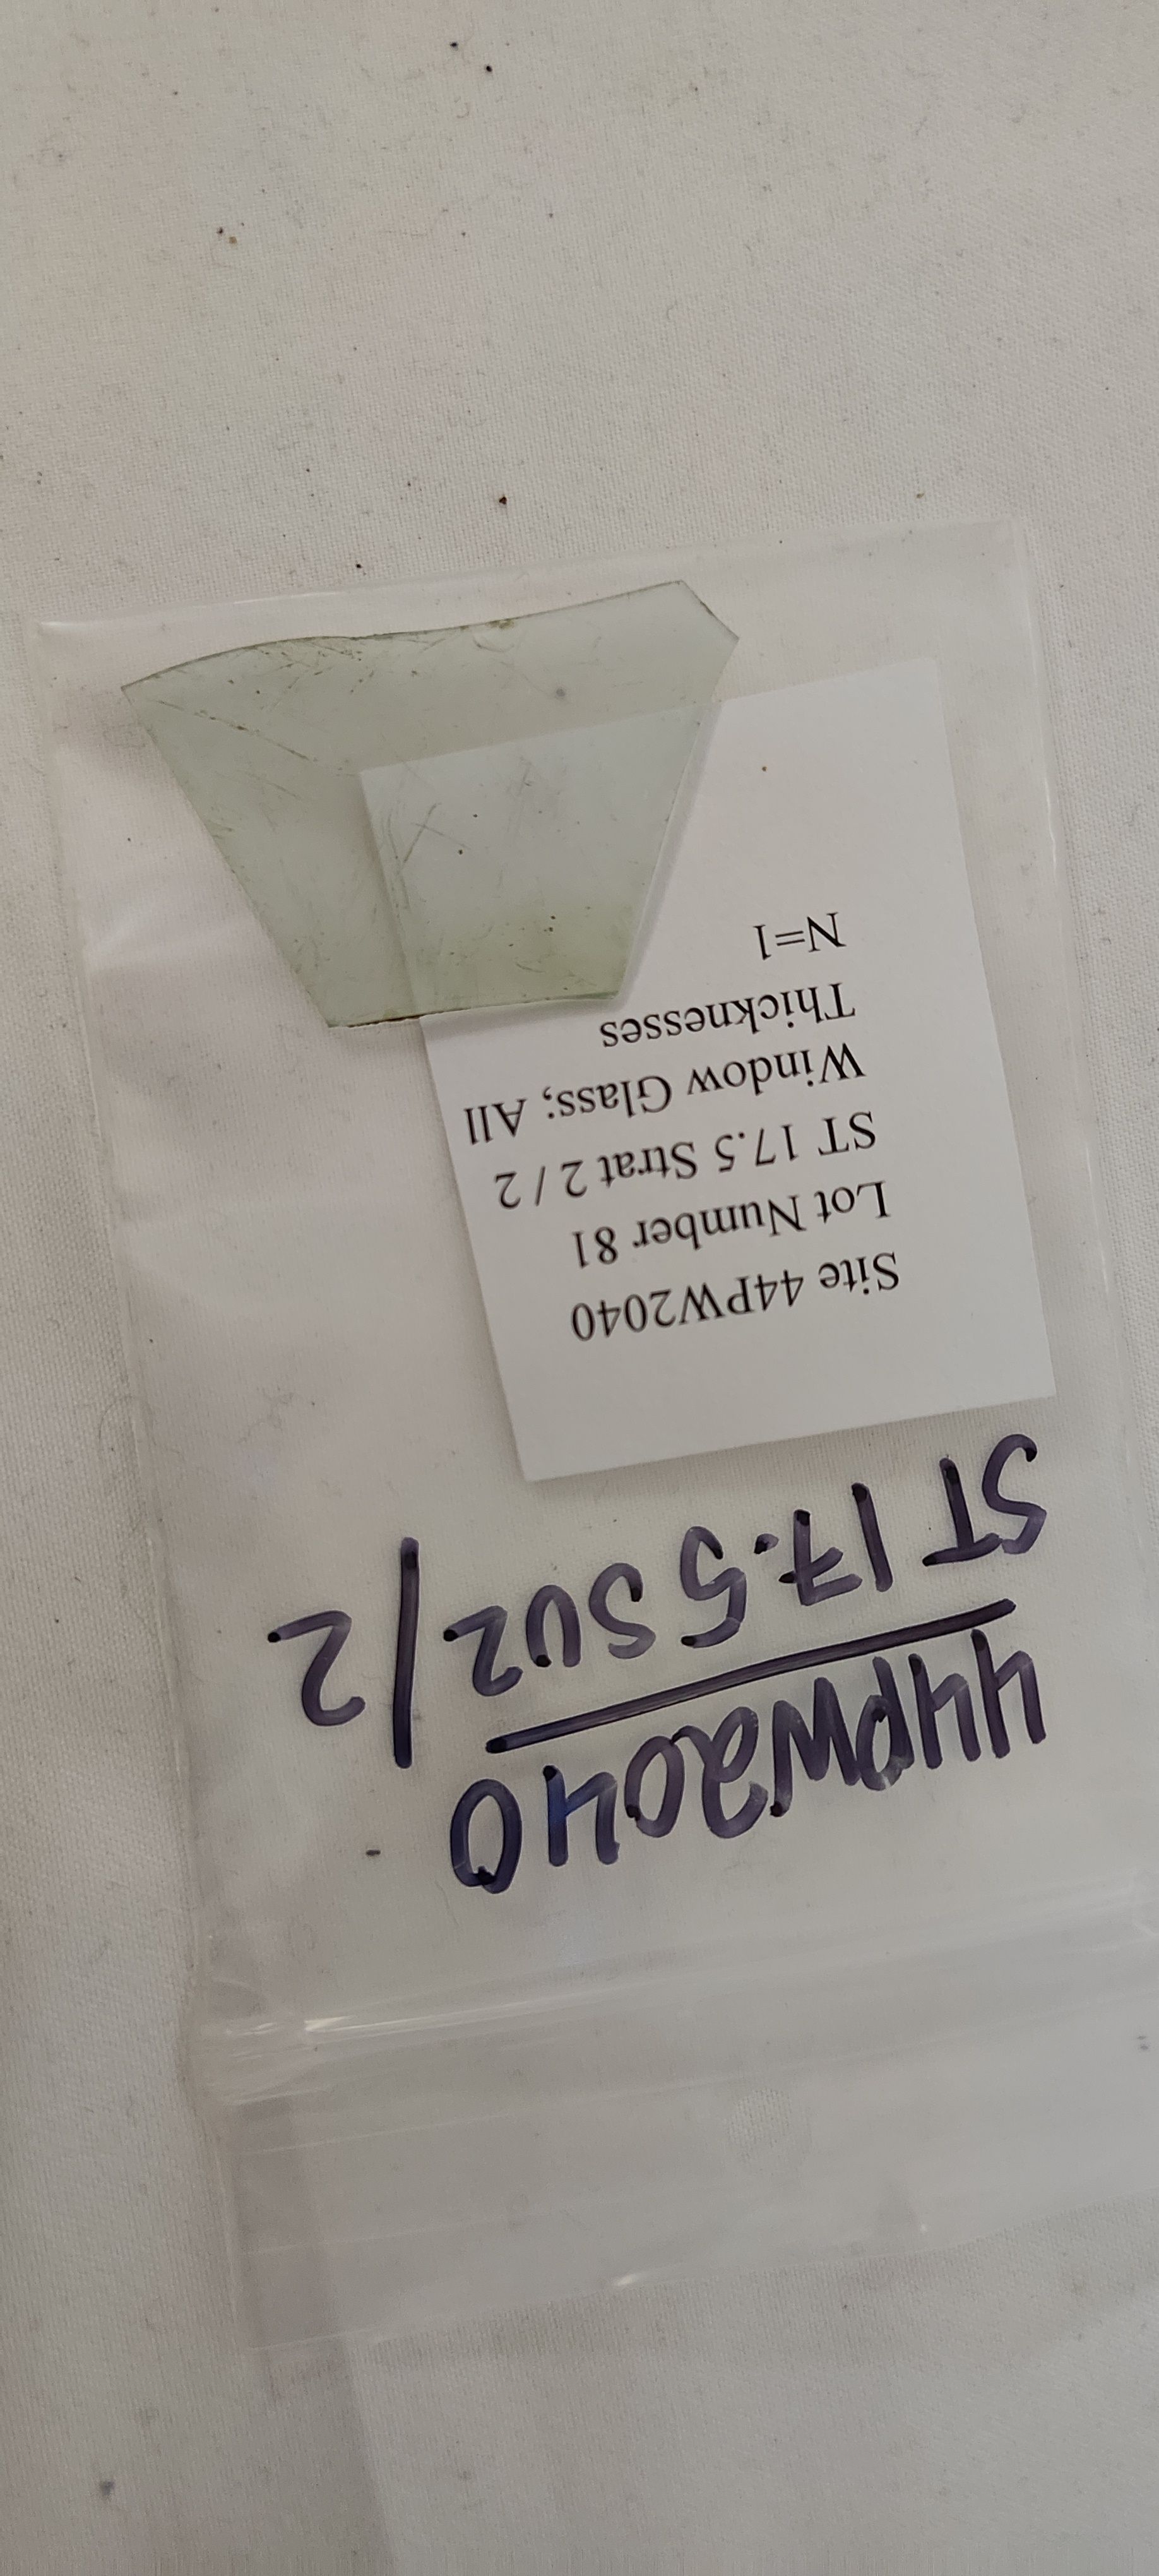 44PW2040
ST 17.5 SU2/2
Site 44PW2040
Lot Number 81
ST 17.5 Strat 2 / 2
Window Glass; All
Thicknesses
N=1